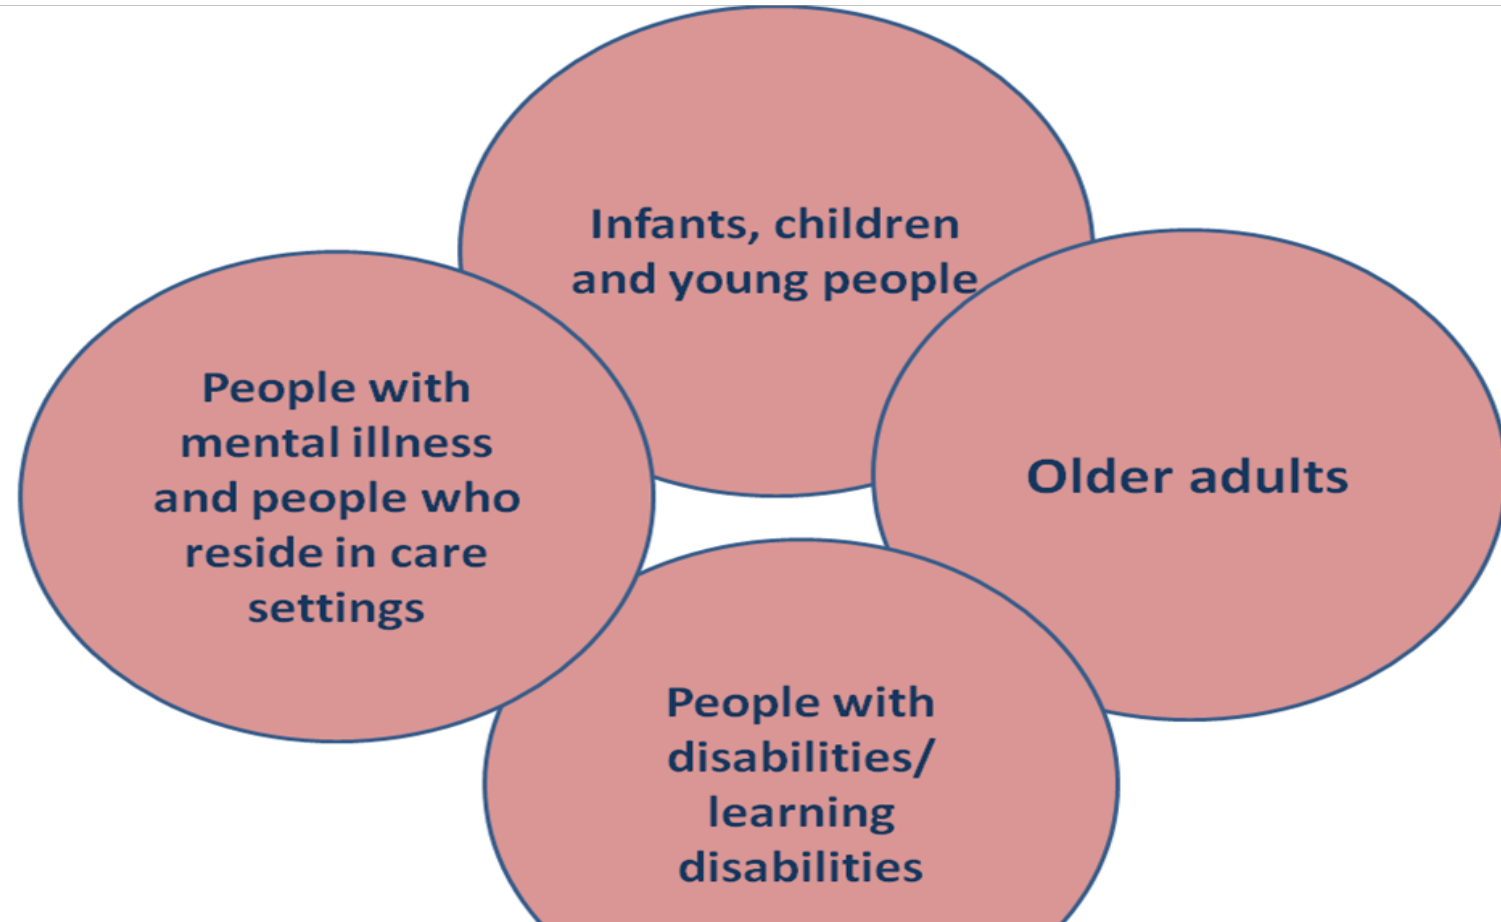 Infants, children
and young people
People with
mental illness
and people who
reside in care
settings
Older adults
People with
disabilities/
learning
disabilities